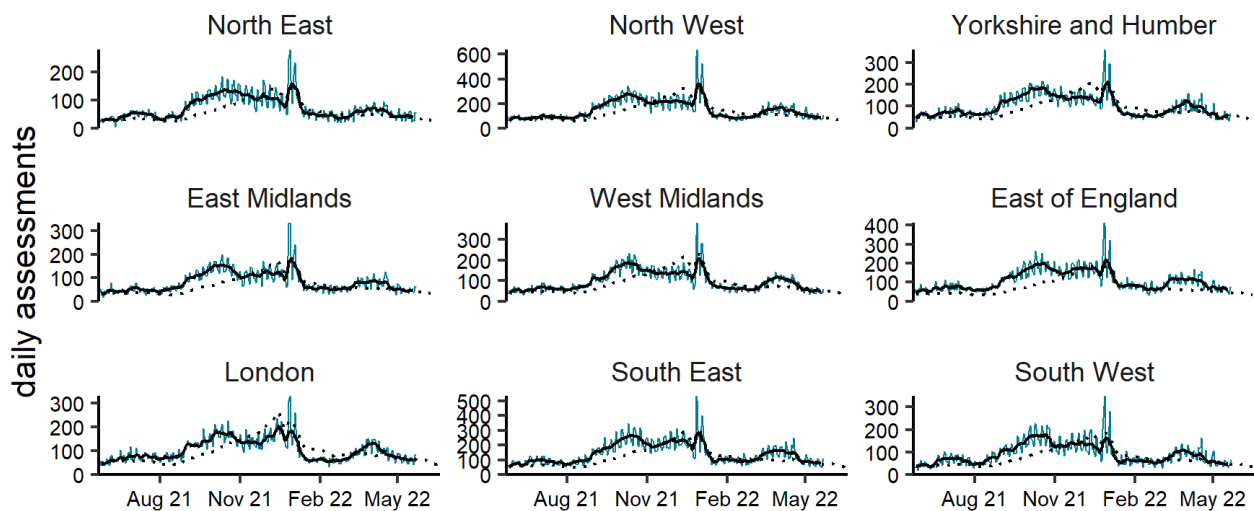 daily assessments
North East
200
100
0
North West
600
400
200
0
Yorkshire and Humber
300
200
100
0
East Midlands
300
200
100
0
West Midlands
300
200
100
0
East of England
400
300
200
100
0
London
300
200
100
0
Aug 21 Nov 21 Feb 22 May 22
South East
500
400
300
200
100
0
Aug 21 Nov 21 Feb 22 May 22
South West
300
200
100
0
Aug 21 Nov 21 Feb 22 May 22